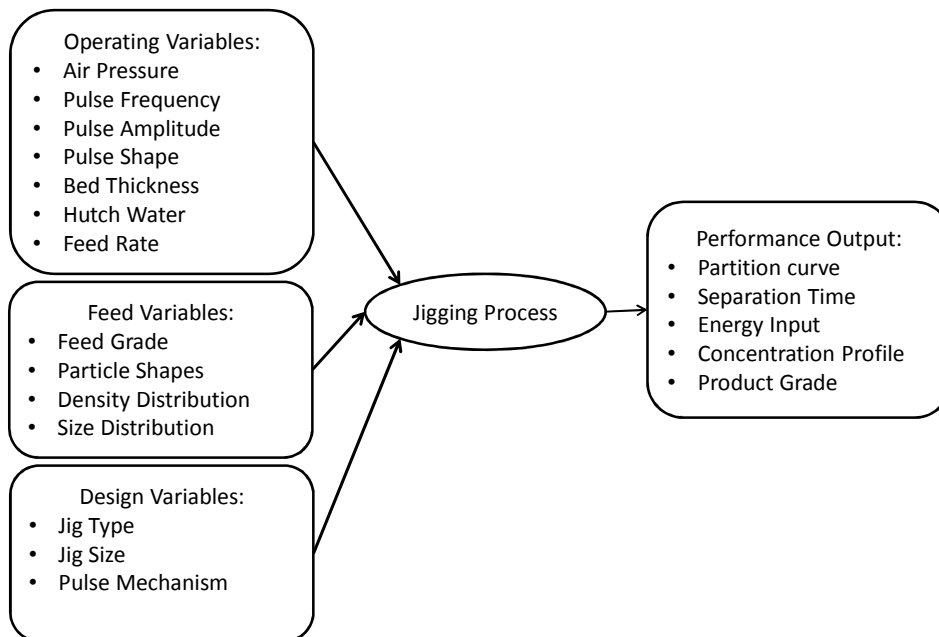 Operating Variables:
• Air Pressure
• Pulse Frequency
• Pulse Amplitude
• Pulse Shape
• Bed Thickness
• Hutch Water
• Feed Rate
Feed Variables:
• Feed Grade
• Particle Shapes
• Density Distribution
• Size Distribution
Design Variables:
• Jig Type
• Jig Size
• Pulse Mechanism
Jigging Process
Performance Output:
• Partition curve
• Separation Time
• Energy Input
• Concentration Profile
• Product Grade